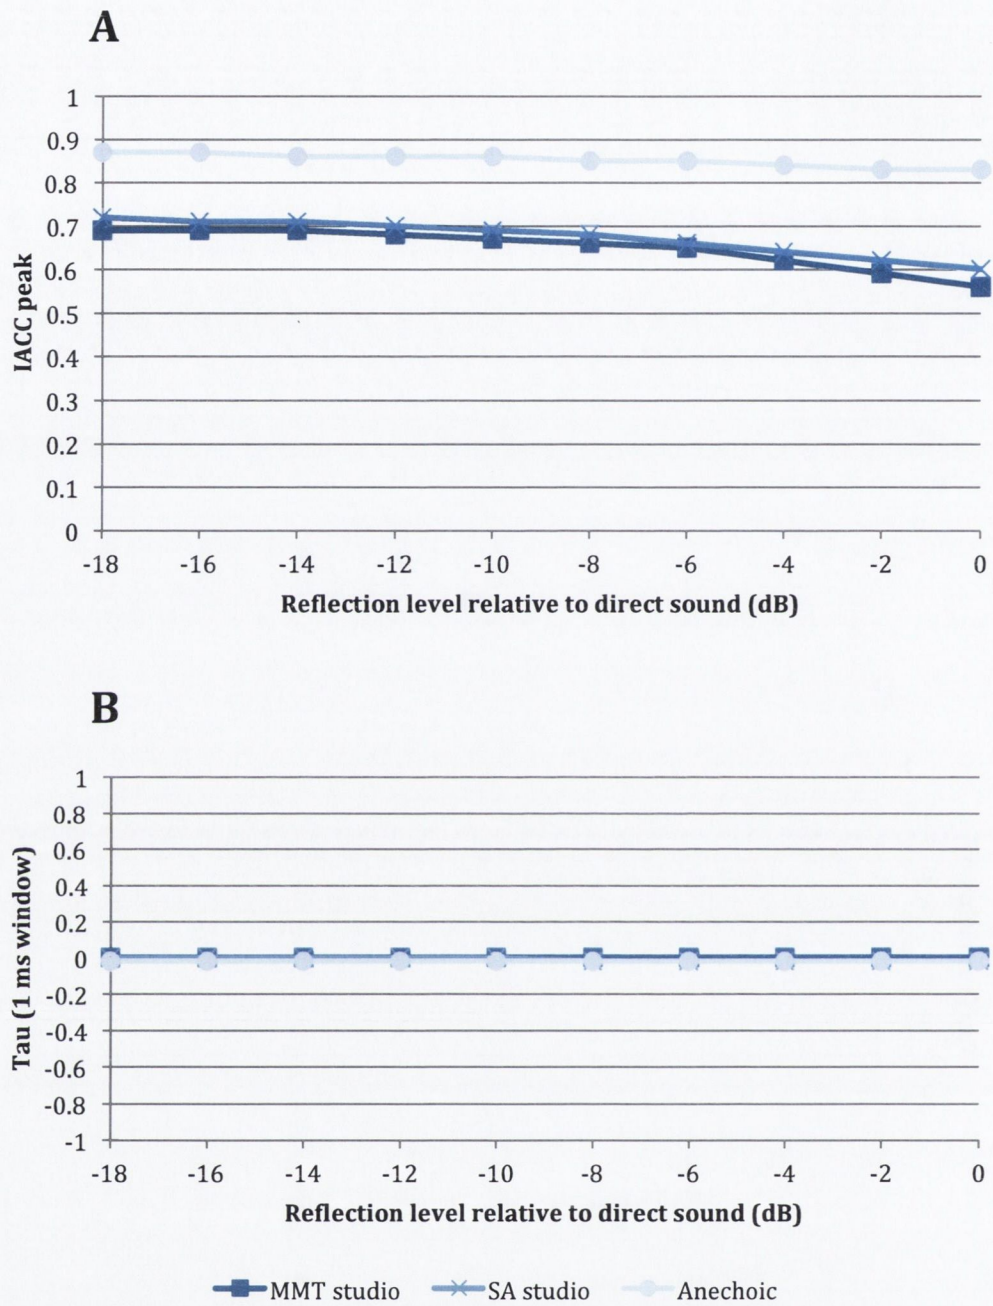 A
1
0.9
0.8
0.7
0.6
0.5
0.4
0.3
0.2
0.1
0
IACC peak
-18 -16 -14 -12 -10 -8 -6 -4 -2 0
Reflection level relative to direct sound (dB)
B
1
0.8
0.6
0.4
0.2
0
-0.2
-0.4
-0.6
-0.8
-1
Tau (1 ms window)
-18 -16 -14 -12 -10 -8 -6 -4 -2 0
Reflection level relative to direct sound (dB)
MMT studio SA studio Anechoic